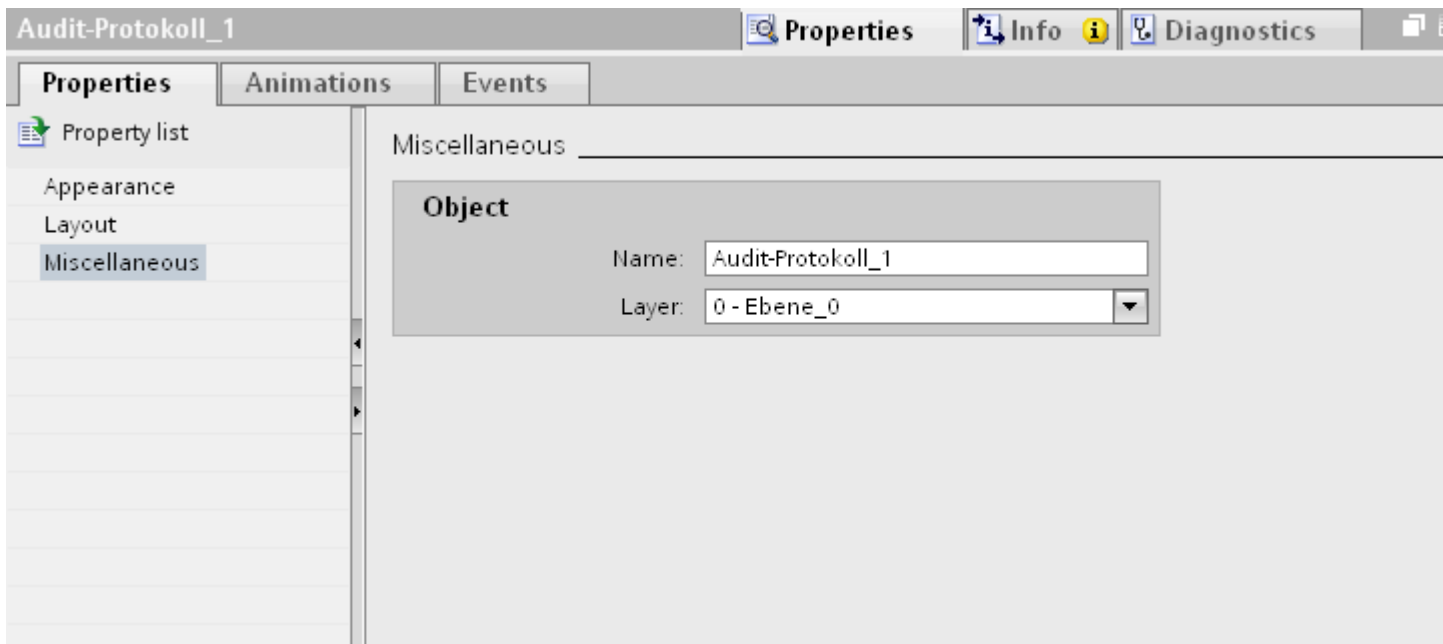 Audit-Protokoll_1
Properties
Info
Diagnostics
Properties
Animations
Events
Property list
Appearance
Layout
Miscellaneous
Miscellaneous
Object
Name: Audit-Protokoll_1
Layer: 0 - Ebene_0